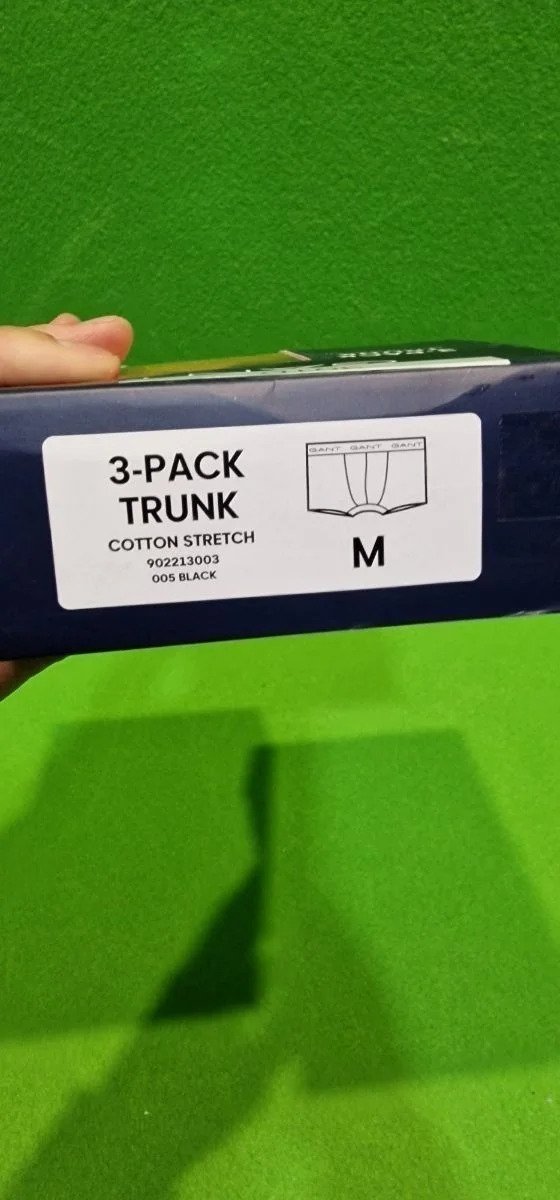 3-PACK
TRUNK
COTTON STRETCH
902213003
005 BLACK
GANT GANT GANT
M